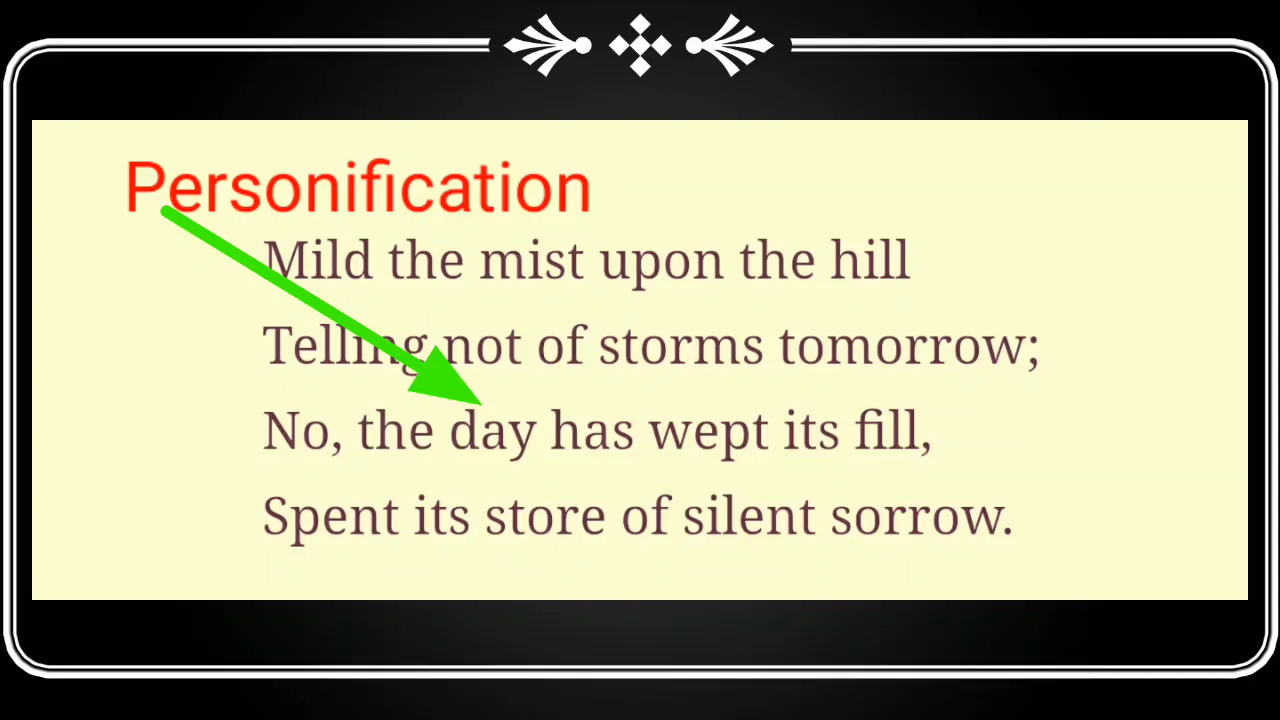 Personification
Mild the mist upon the hill
Telling not of storms tomorrow;
No, the day has wept its fill,
Spent its store of silent sorrow.